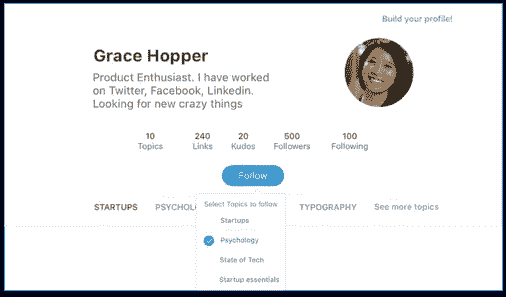 Build your profile!
Grace Hopper
Product Enthusiast. I have worked
on Twitter, Facebook, Linkedin.
Looking for new crazy things
10 240 20 500 100
Topics Links Kudos Followers Following
Follow
STARTUPS PSYCHOL TYPOGRAPHY See more topics
Select Topics to follow
Startups
Psychology
State of Tech
Startup essentials